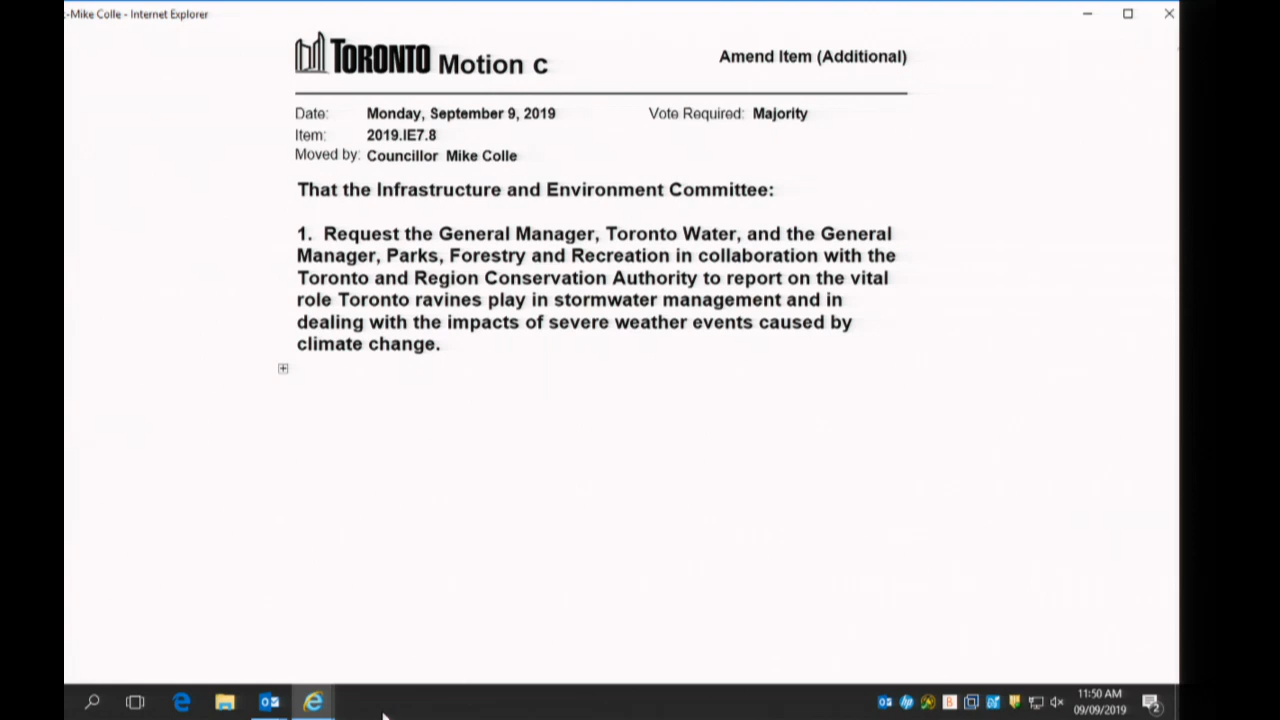 :-Mike Colle - Internet Explorer
TORONTO Motion c
Amend Item (Additional)
Date: Monday, September 9, 2019
Vote Required: Majority
Item: 2019.IE7.8
Moved by: Councillor Mike Colle
That the Infrastructure and Environment Committee:
1. Request the General Manager, Toronto Water, and the General
Manager, Parks, Forestry and Recreation in collaboration with the
Toronto and Region Conservation Authority to report on the vital
role Toronto ravines play in stormwater management and in
dealing with the impacts of severe weather events caused by
climate change.
11:50 AM
09/09/2019
2